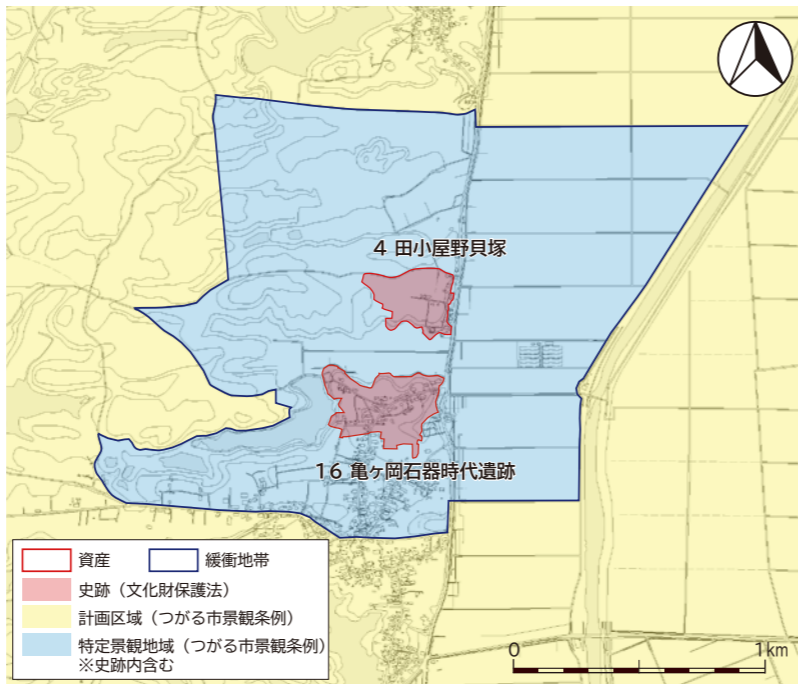 4 田小屋野貝塚
16 亀ヶ岡石器時代遺跡
資産
緩衝地帯
史跡（文化財保護法）
計画区域（つがる市景観条例）
特定景観地域（つがる市景観条例）
※史跡内含む
0
1km